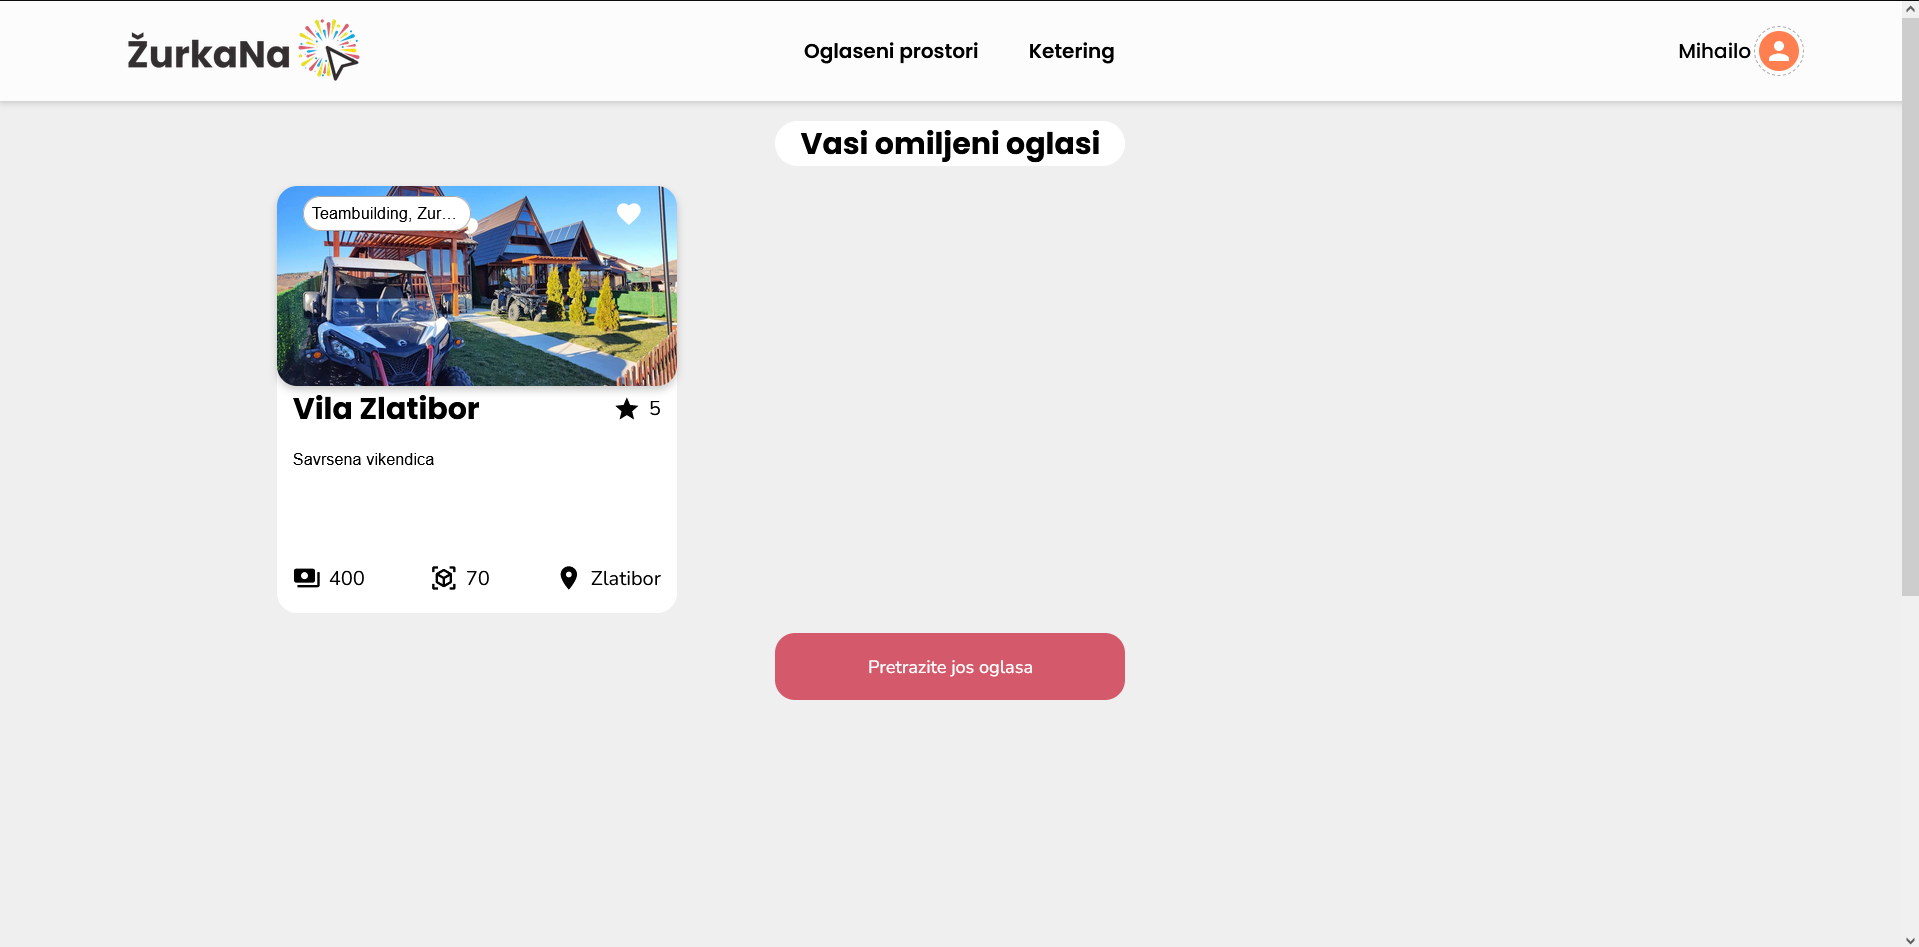 ŽurkaNa
Oglaseni prostori
Ketering
Mihailo
Vasi omiljeni oglasi
Teambuilding, Zur...
Vila Zlatibor
5
Savrsena vikendica
400
70
Zlatibor
Pretrazite jos oglasa